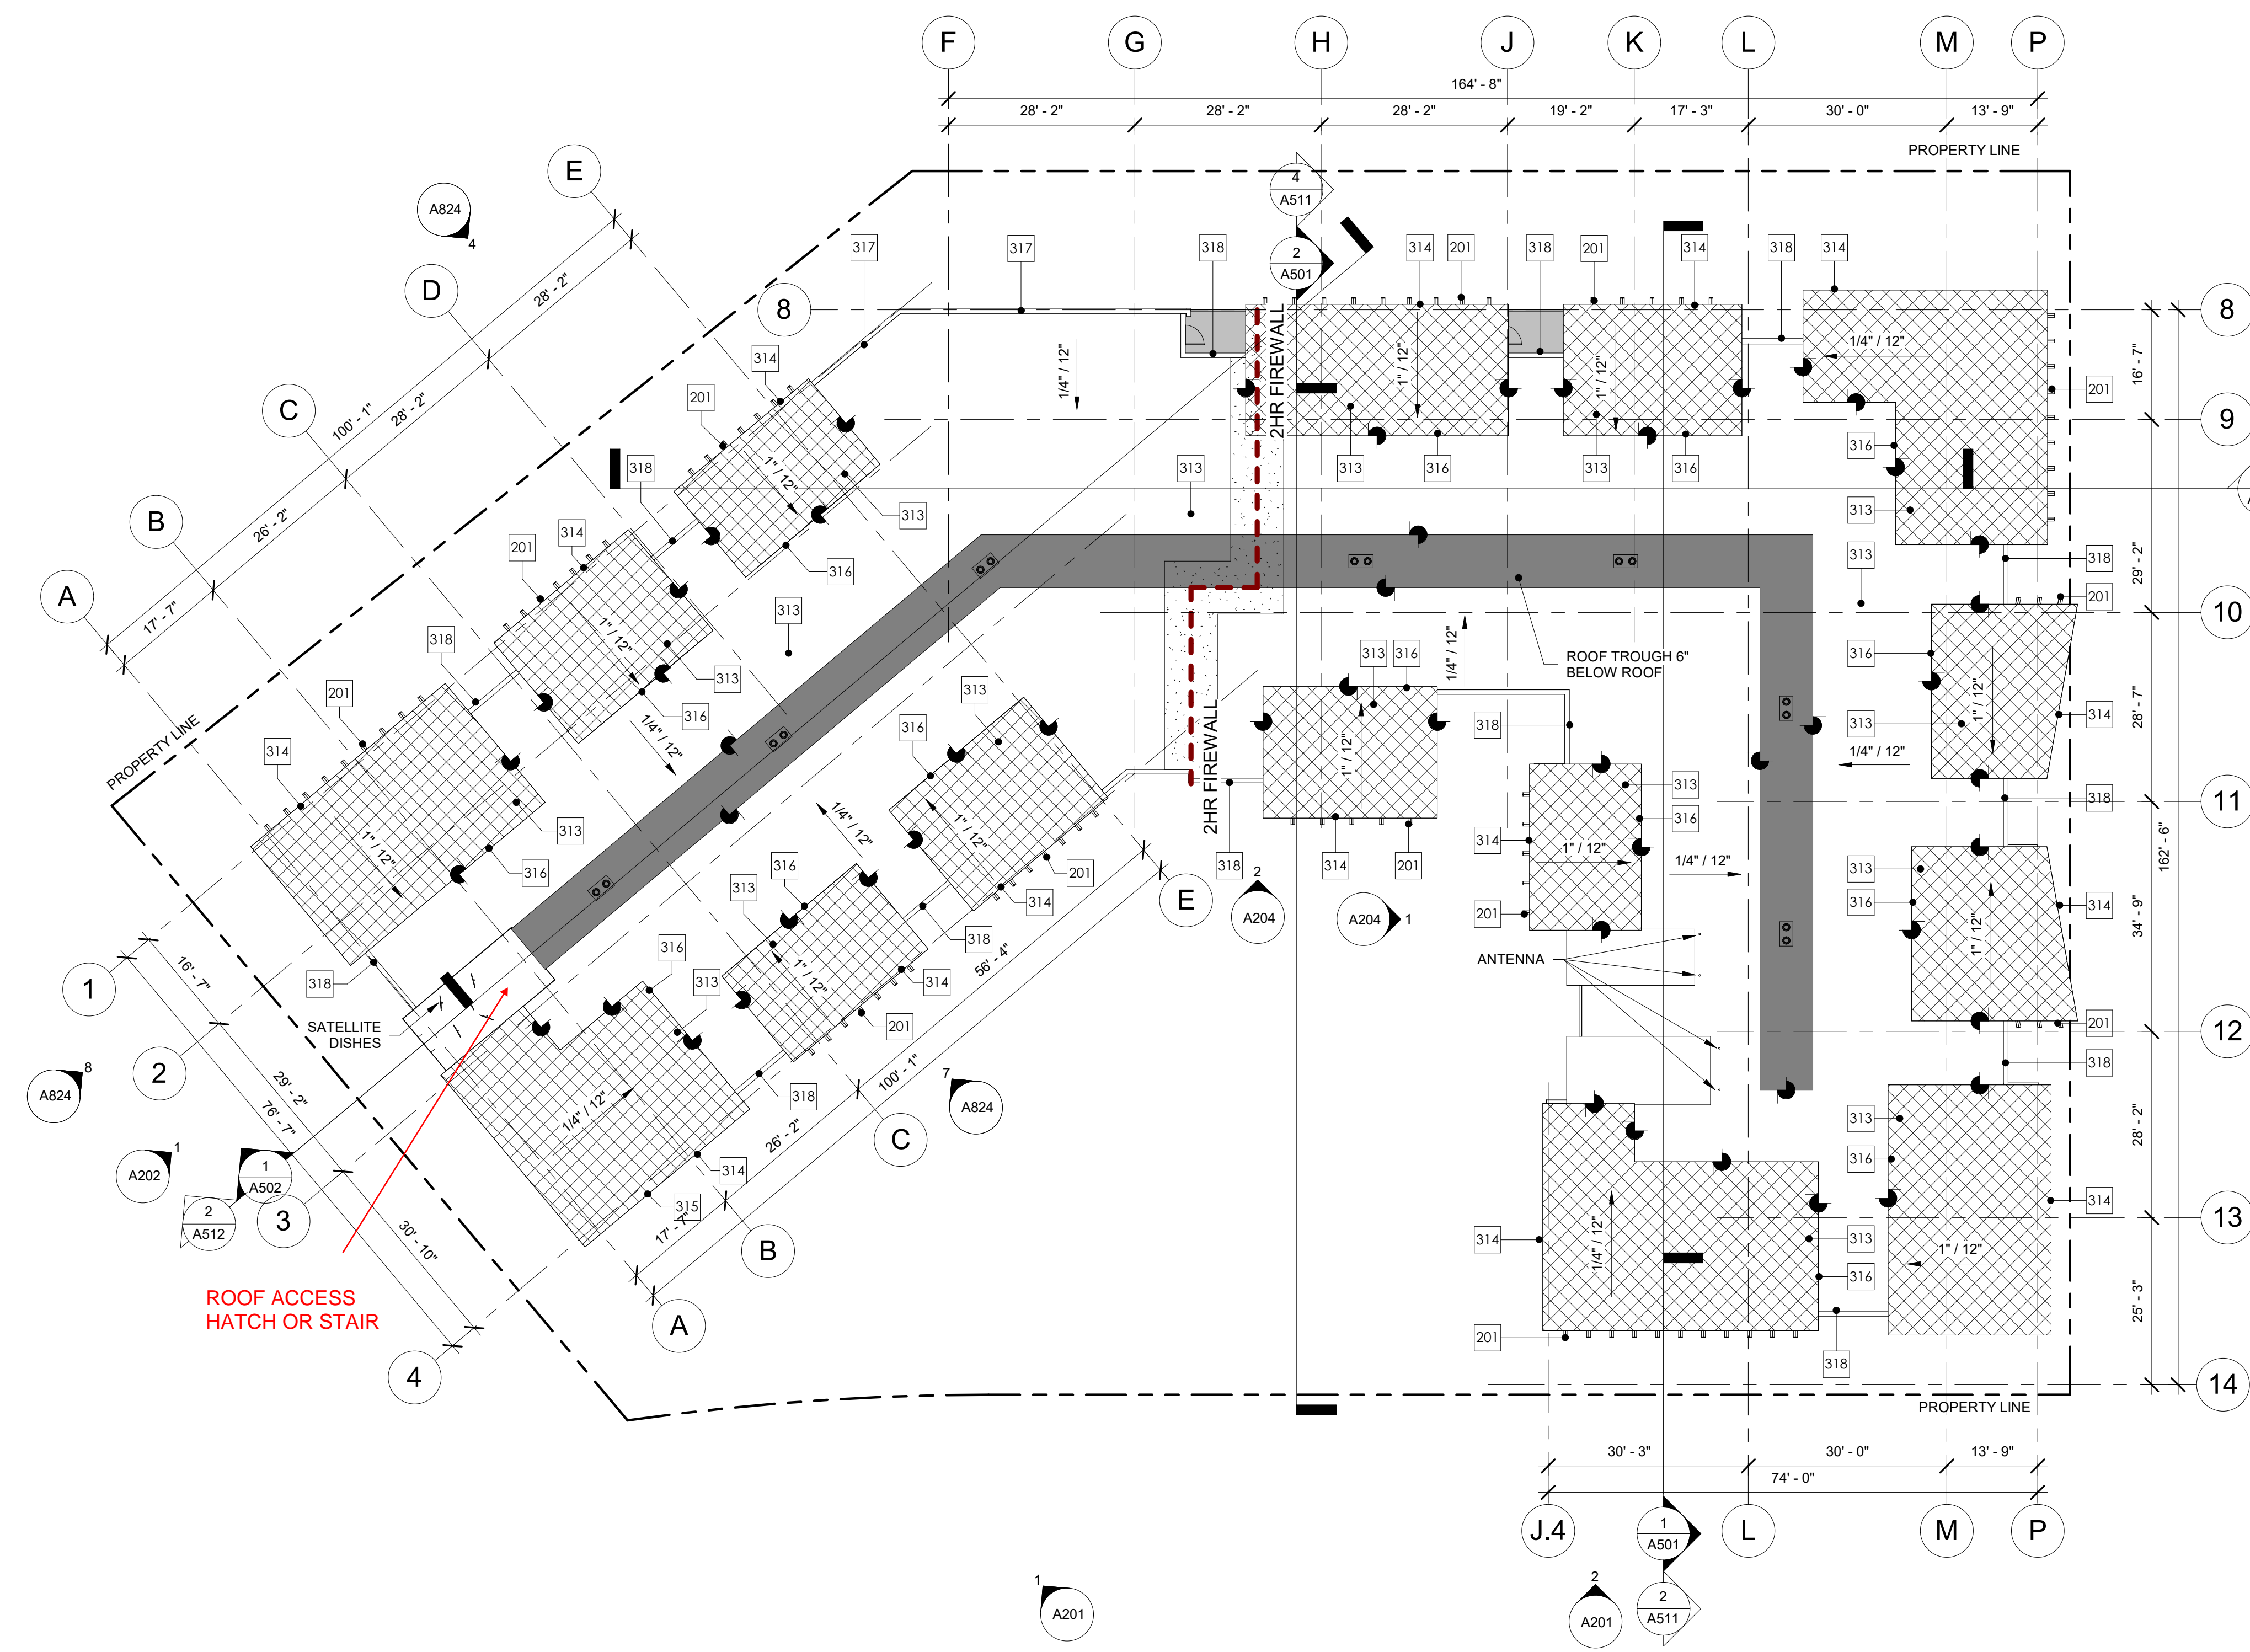 F
G
H
J
K
L
M
P
164' - 8"
28' - 2"
28' - 2"
28' - 2"
19' - 2"
17' - 3"
30' - 0"
13' - 9"
PROPERTY LINE
E
A824
4
4
A511
D
317
317
318
2
A501
314
201
318
201
314
318
314
28' - 2"
8
8
100' - 1"
28' - 2"
C
314
2HR FIREWALL
1/4" / 12"
1" / 12"
1" / 12"
1/4" / 12"
16' - 7"
201
201
9
26' - 2"
B
318
1" / 12"
313
313
316
313
316
316
314
201
313
313
313
316
318
29' - 2"
A
17' - 7"
201
10
318
1" / 12"
313
313
1/4" / 12"
313
316
ROOF TROUGH 6"
BELOW ROOF
316
201
313
316
1/4" / 12"
316
318
313
1" / 12"
314
28' - 7"
PROPERTY LINE
314
2HR FIREWALL
1" / 12"
1/4" / 12"
313
318
11
1" / 12"
313
1/4" / 12"
1" / 12"
316
314
1" / 12"
1/4" / 12"
162' - 6"
316
316
318
314
201
201
313
313
E
2
A204
A204
1
201
316
314
34' - 9"
314
1" / 12"
316
313
1" / 12"
318
56' - 4"
ANTENNA
1
318
314
16' - 7"
SATELLITE
DISHES
201
201
12
2
8
A824
29' - 2"
76' - 7"
1/4" / 12"
100' - 1"
318
7
A824
318
313
28' - 2"
26' - 2"
C
316
1
A202
1
A502
314
314
2
A512
3
315
1/4" / 12"
313
314
13
30' - 10"
17' - 7"
B
316
1" / 12"
ROOF ACCESS
HATCH OR STAIR
A
201
318
25' - 3"
4
14
PROPERTY LINE
30' - 3"
30' - 0"
13' - 9"
74' - 0"
J.4
1
A501
L
M
P
1
A201
2
A201
2
A511